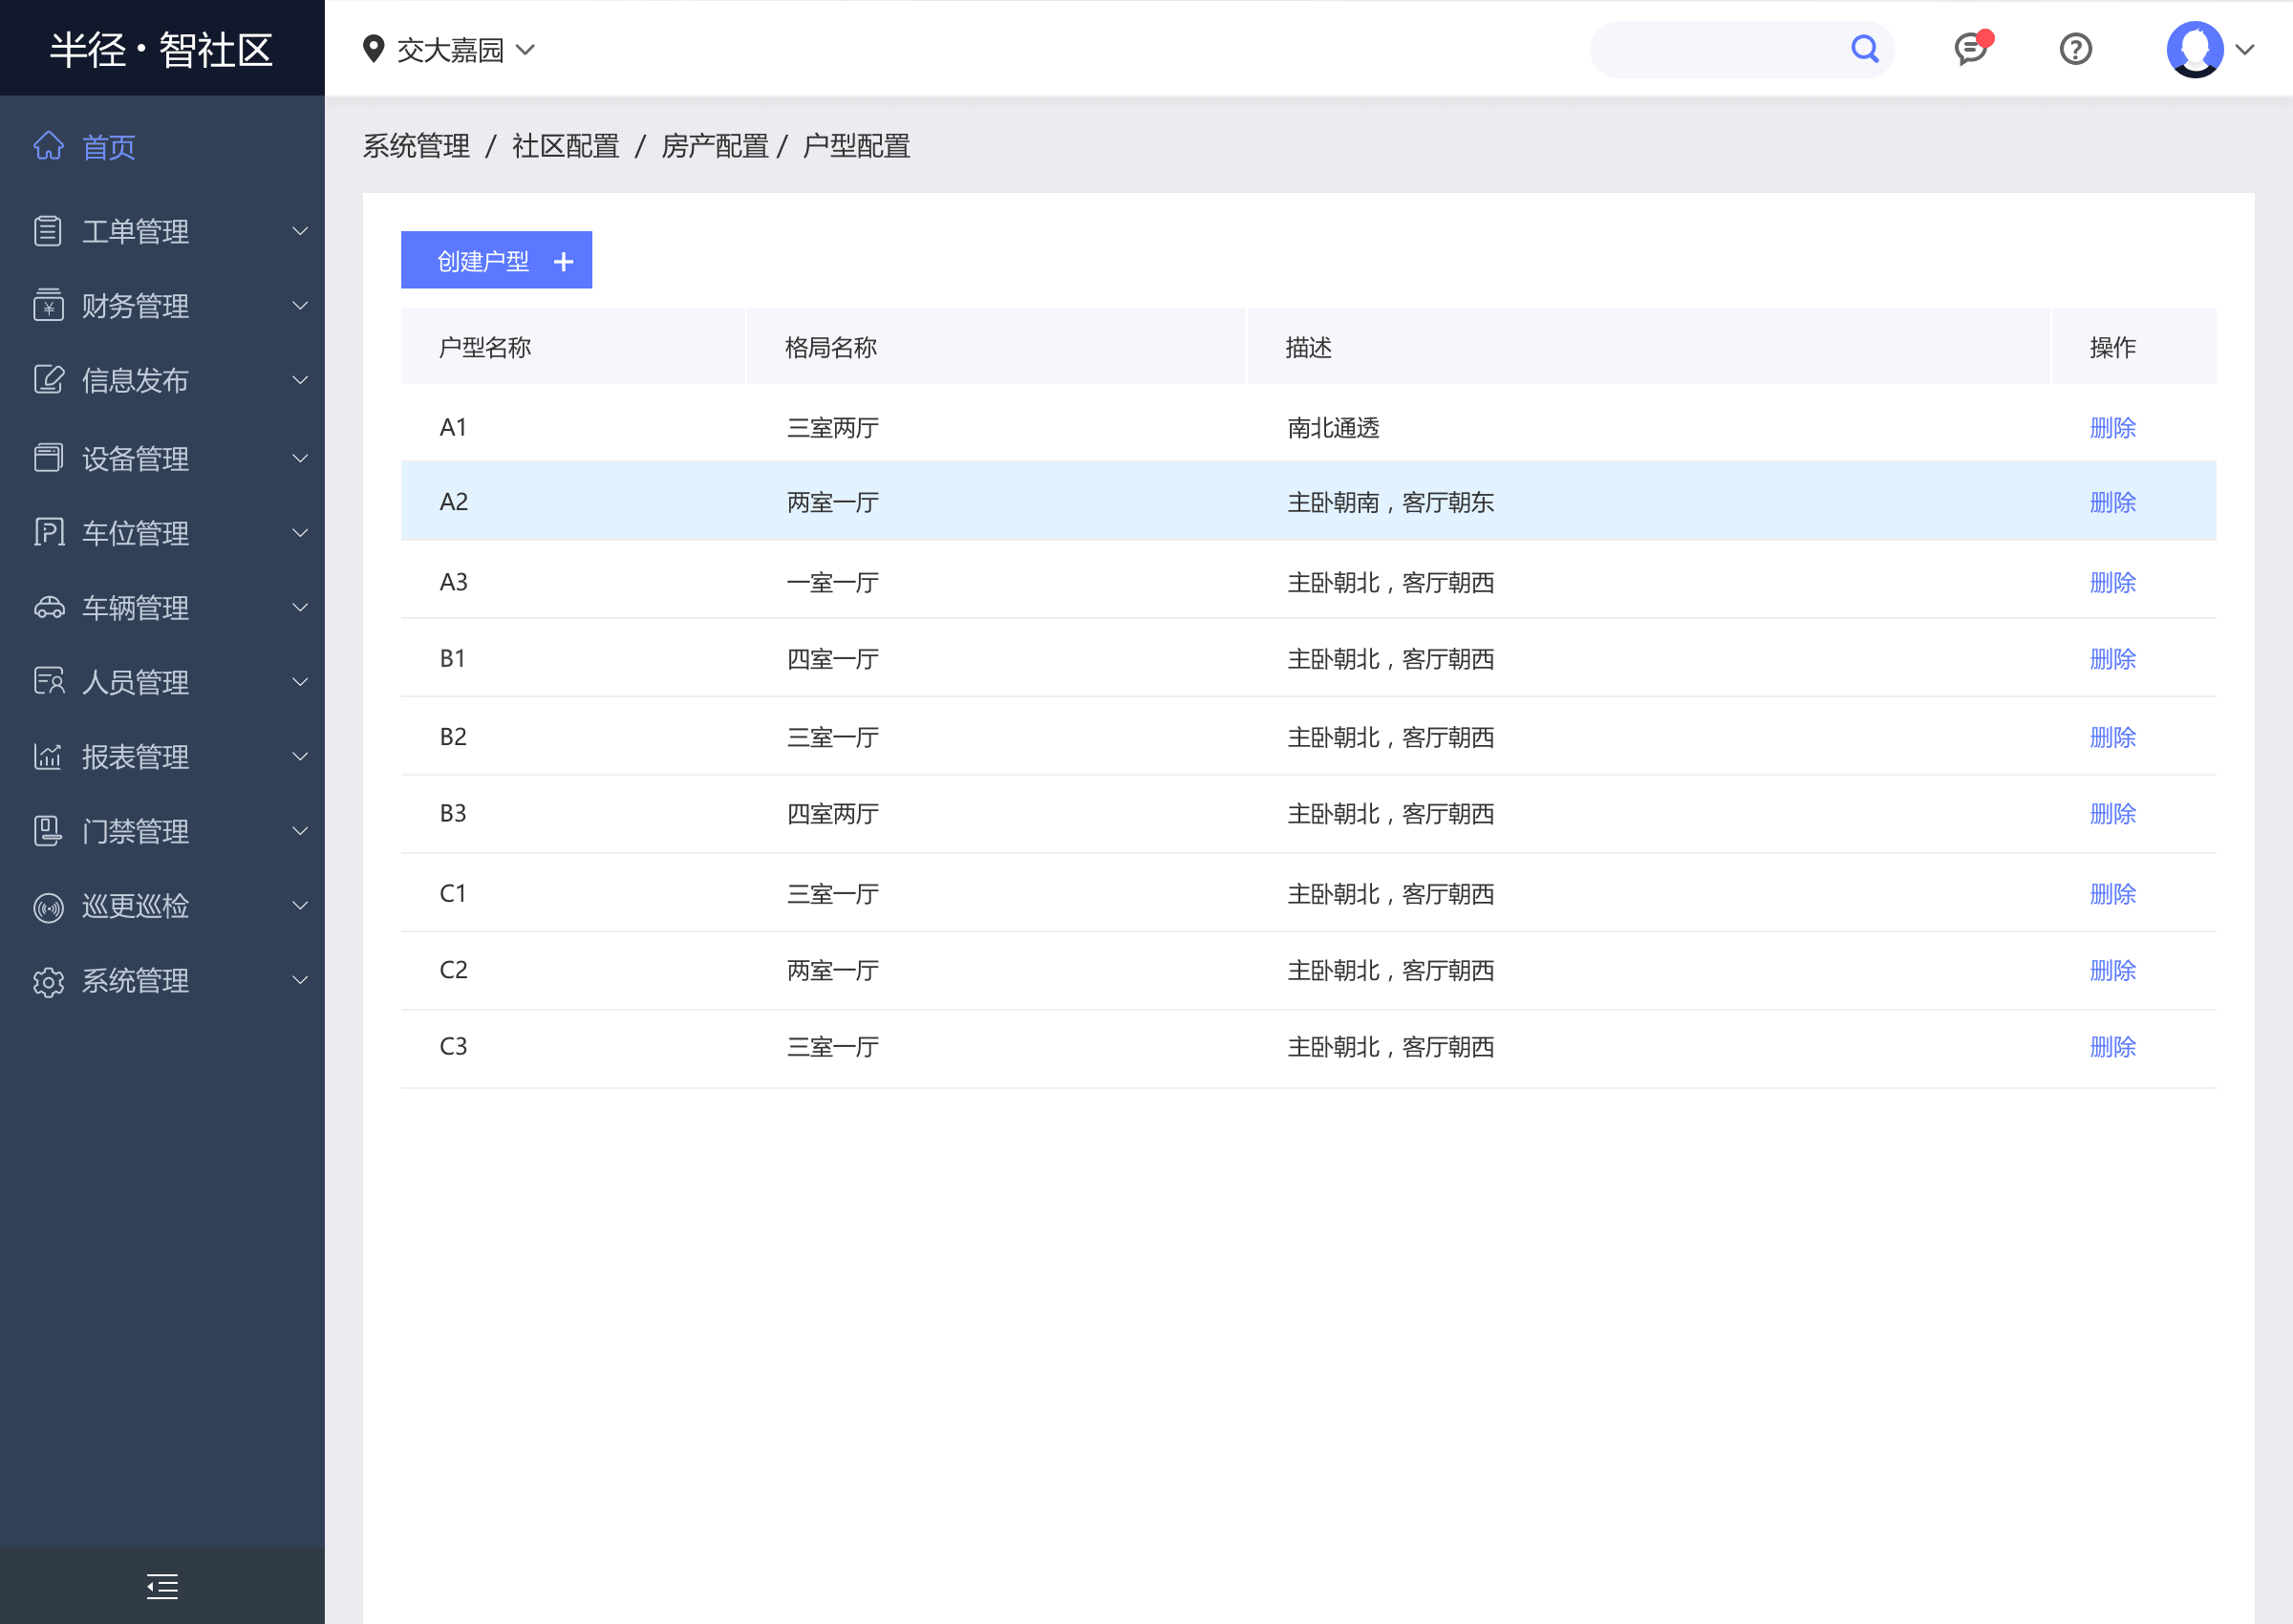 半径·智社区
交大嘉园
首页
工单管理
财务管理
信息发布
设备管理
车位管理
车辆管理
人员管理
报表管理
门禁管理
巡更巡检
系统管理
系统管理 / 社区配置 / 房产配置 / 户型配置
创建户型 +
户型名称 格局名称 描述 操作
A1 三室两厅 南北通透 删除
A2 两室一厅 主卧朝南，客厅朝东 删除
A3 一室一厅 主卧朝北，客厅朝西 删除
B1 四室一厅 主卧朝北，客厅朝西 删除
B2 三室一厅 主卧朝北，客厅朝西 删除
B3 四室两厅 主卧朝北，客厅朝西 删除
C1 三室一厅 主卧朝北，客厅朝西 删除
C2 两室一厅 主卧朝北，客厅朝西 删除
C3 三室一厅 主卧朝北，客厅朝西 删除